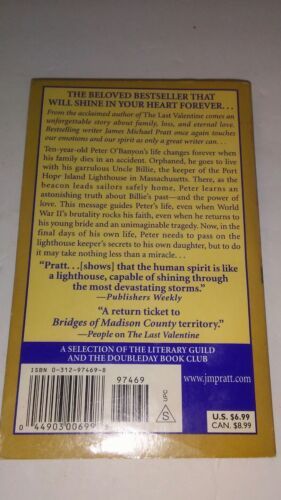 THE BELOVED BESTSELLER THAT
WILL SHINE IN YOUR HEART FOREVER. . .
From the acclaimed author of The Last Valentine comes an
unforgettable story about family, loss, and eternal love.
Bestselling writer James Michael Pratt once again touches
our emotions and our spirit as only a great writer can. . .
Ten-year-old Peter O'Banyon's life changes forever when
his family dies in an accident. Orphaned, he goes to live
with his garrulous Uncle Billie, the keeper of the Port
Hope Island Lighthouse in Massachusetts. There, as the
beacon leads sailors safely home, Peter learns an
astonishing truth about Billie's past—and the power of
love. This message guides Peter's life, even when World
War II's brutality rocks his faith, even when he returns to
his young bride and an unimaginable tragedy. Now, in the
final days of his own life, Peter needs to pass on the
lighthouse keeper's secrets to his own daughter, but to do
it may take nothing less than a miracle. . .
"Pratt. . .[shows] that the human spirit is like
a lighthouse, capable of shining through
the most devastating storms."
—Publishers Weekly
"A return ticket to
Bridges of Madison County territory."
—People on The Last Valentine
A SELECTION OF THE LITERARY GUILD
AND THE DOUBLEDAY BOOK CLUB
ISBN 0-312-97469-8
97469
0 44903 00699
UPC
S
www.jmpratt.com
U.S. $6.99
CAN. $8.99